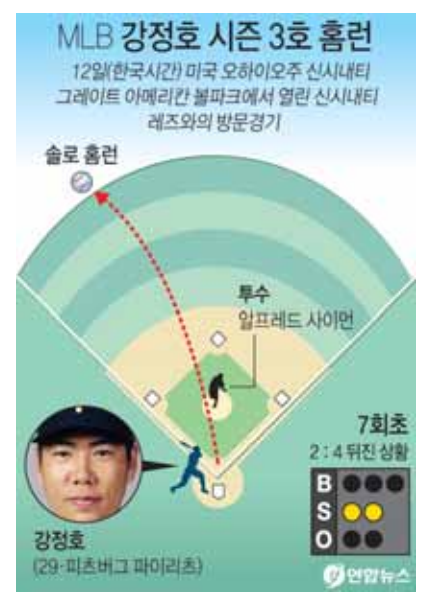 MLB 강정호 시즌 3호 홈런
12일(한국시간) 미국 오하이오주 신시내티
그레이트 아메리칸 볼파크에서 열린 신시내티
레즈와의 방문경기
솔로 홈런
투수
알프레드 사이먼
7회초
2 : 4 뒤진 상황
B
S
O
강정호
(29·피츠버그 파이리츠)
연합뉴스